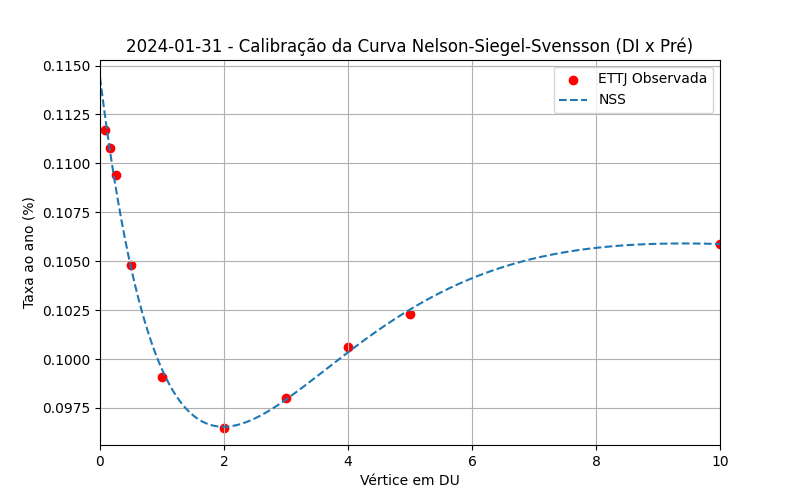 2024-01-31 - Calibração da Curva Nelson-Siegel-Svensson (DI x Pré)
ETTJ Observada
NSS
Taxa ao ano (%)
0.1150
0.1125
0.1100
0.1075
0.1050
0.1025
0.1000
0.0975
0 2 4 6 8 10
Vértice em DU